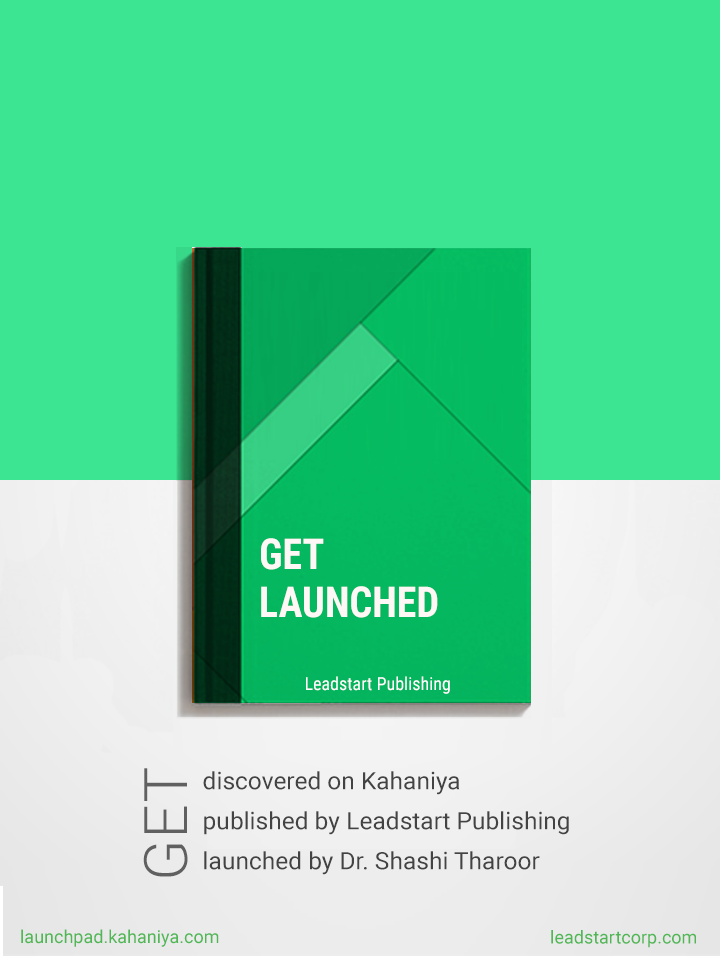 GET
LAUNCHED
Leadstart Publishing
GET
discovered on Kahaniya
published by Leadstart Publishing
launched by Dr. Shashi Tharoor
launchpad.kahaniya.com
leadstartcorp.com